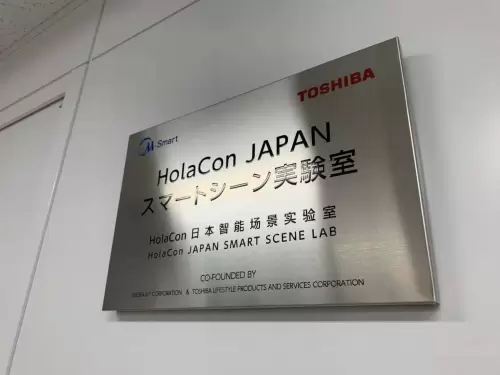 M-Smart
TOSHIBA
HolaCon JAPAN
スマートシーン実験室
HolaCon 日本智能场景实验室
HolaCon JAPAN SMART SCENE LAB
CO-FOUNDED BY
CORPORATION & TOSHIBA LIFESTYLE PRODUCTS AND SERVICES CORPORATION